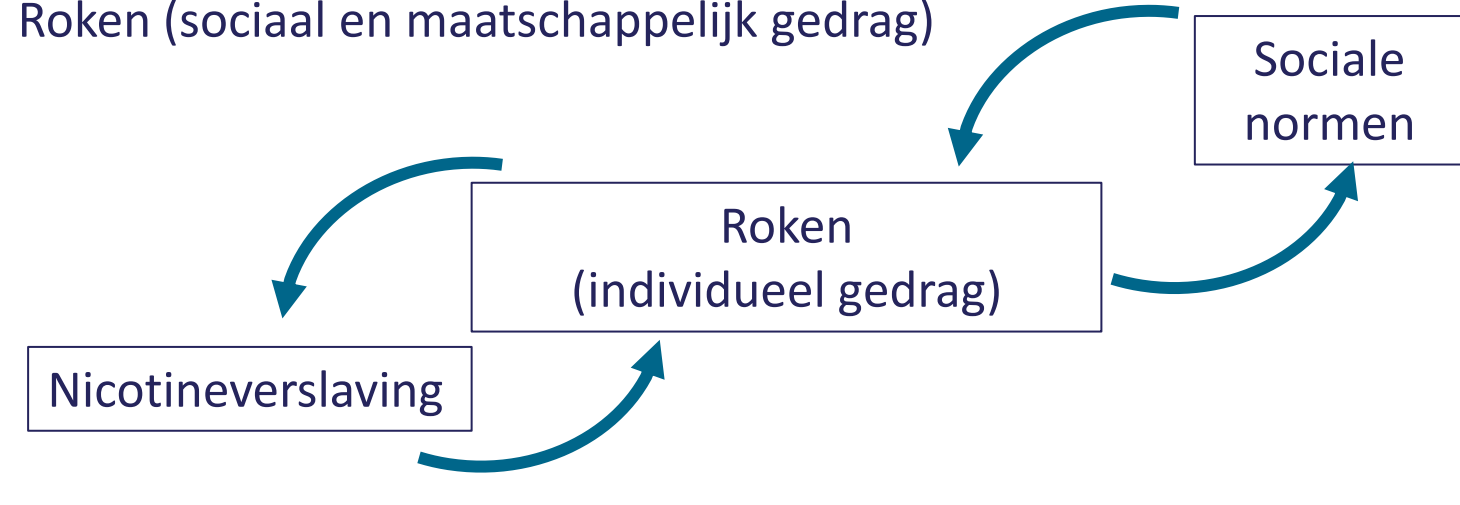 Roken (sociaal en maatschappelijk gedrag)
Sociale
normen
Roken
(individueel gedrag)
Nicotineverslaving